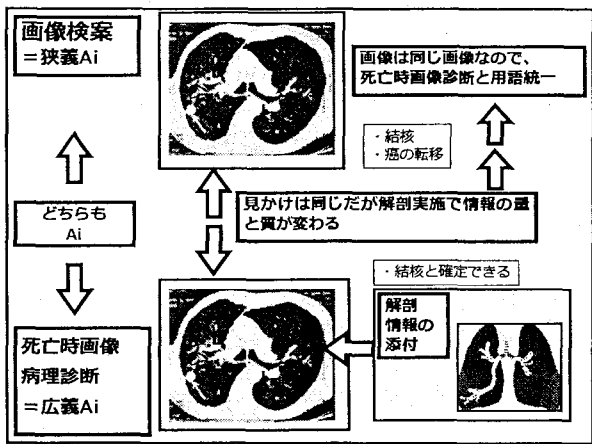 画像検案
＝狭義Ai
画像は同じ画像なので、
死亡時画像診断と用語統一
・結核
・癌の転移
どちらも
Ai
見かけは同じだが解剖実施で情報の量
と質が変わる
・結核と確定できる
解剖
情報の
添付
死亡時画像
病理診断
＝広義Ai